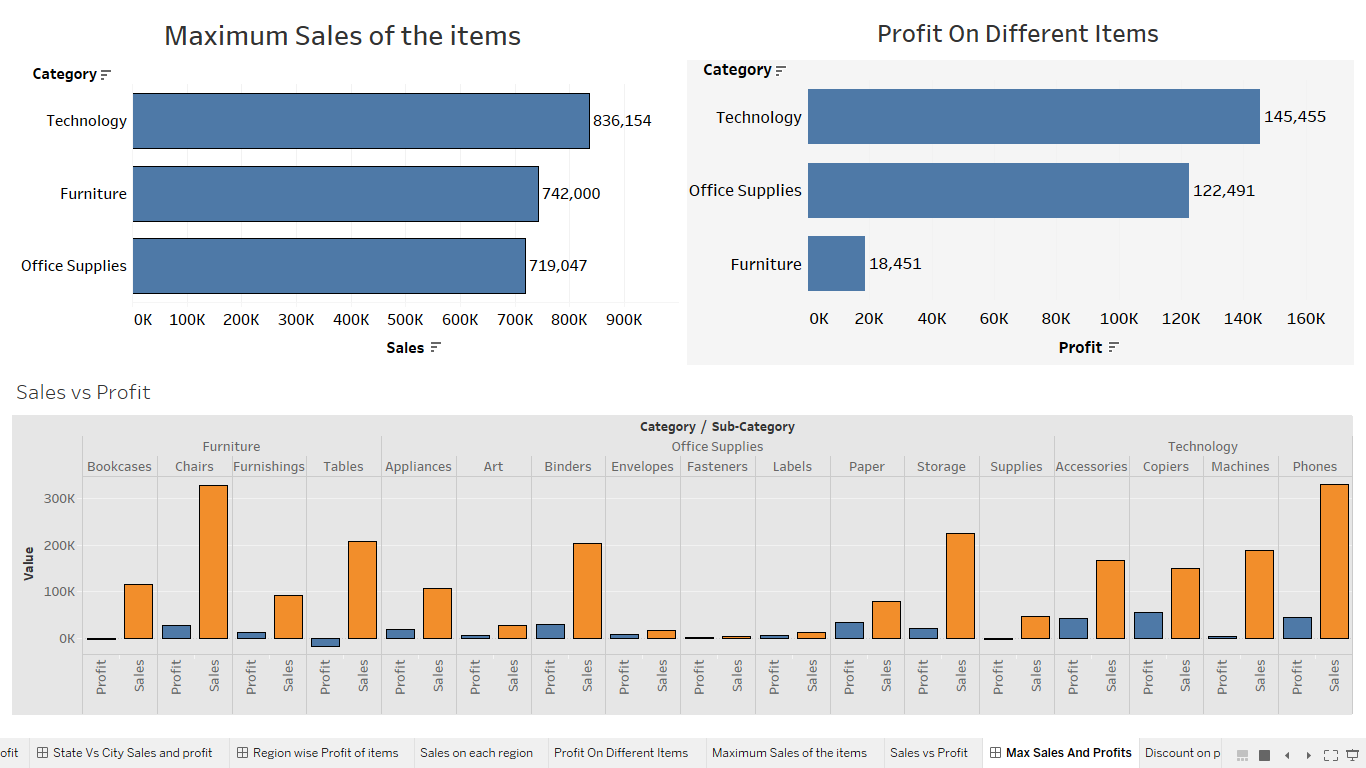 Maximum Sales of the items
Category
Technology 836,154
Furniture 742,000
Office Supplies 719,047
0K 100K 200K 300K 400K 500K 600K 700K 800K 900K
Sales
Profit On Different Items
Category
Technology 145,455
Office Supplies 122,491
Furniture 18,451
0K 20K 40K 60K 80K 100K 120K 140K 160K
Profit
Sales vs Profit
Category / Sub-Category
Furniture Office Supplies Technology
Bookcases Chairs Furnishings Tables Appliances Art Binders Envelopes Fasteners Labels Paper Storage Supplies Accessories Copiers Machines Phones
300K
200K
100K
0K
Value
Profit Sales Profit Sales Profit Sales Profit Sales Profit Sales Profit Sales Profit Sales Profit Sales Profit Sales Profit Sales Profit Sales Profit Sales Profit Sales Profit Sales Profit Sales Profit Sales Profit Sales
ofit State Vs City Sales and profit Region wise Profit of items Sales on each region Profit On Different Items Maximum Sales of the items Sales vs Profit Max Sales And Profits Discount on p